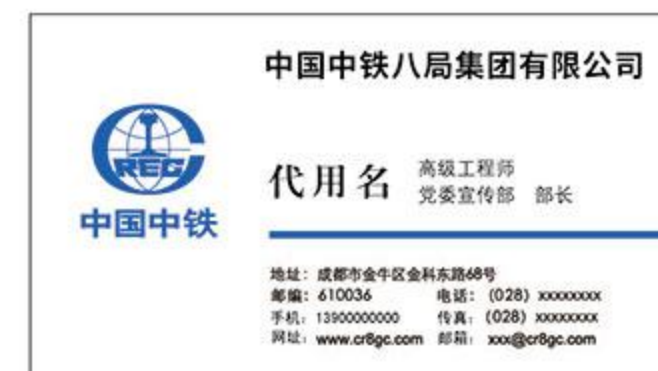 中国中铁八局集团有限公司
CREG
中国中铁
代用名
高级工程师
党委宣传部 部长
地址：成都市金牛区金科东路68号
邮编：610036 电话：(028) xxxxxxxx
手机：13900000000 传真：(028) xxxxxxxx
网址：www.cr8gc.com 邮箱：xxx@cr8gc.com